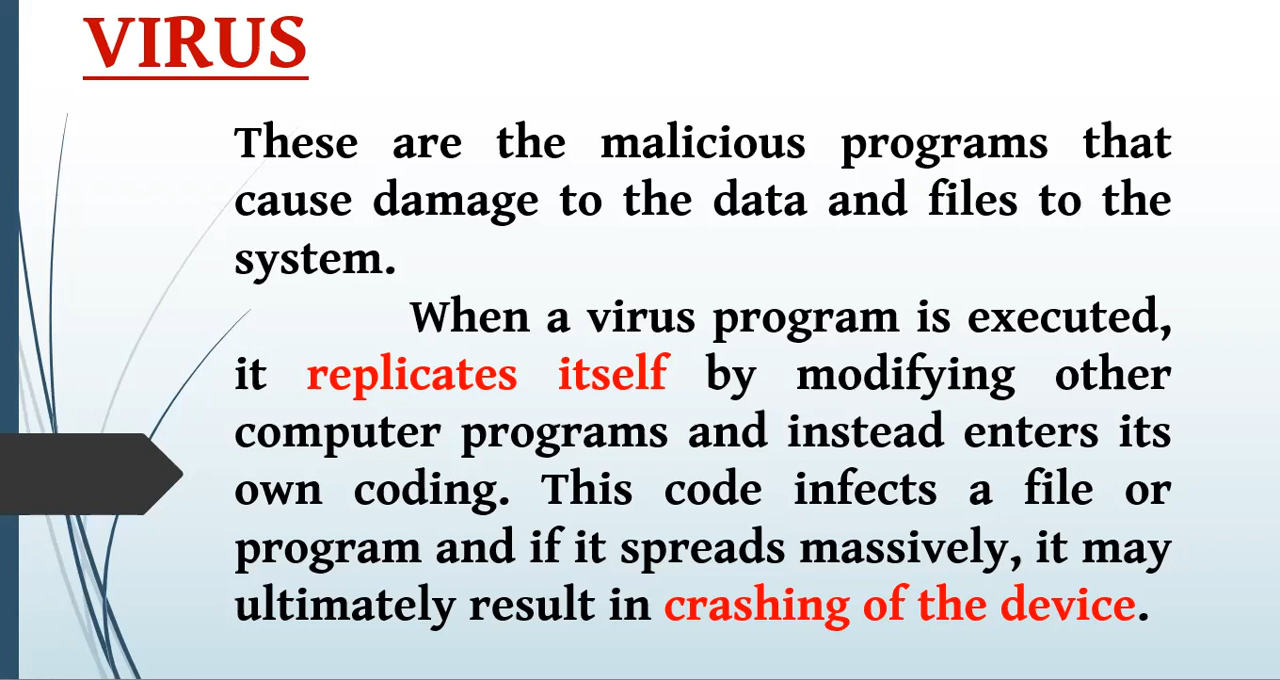 VIRUS
These are the malicious programs that
cause damage to the data and files to the
system.
When a virus program is executed,
it replicates itself by modifying other
computer programs and instead enters its
own coding. This code infects a file or
program and if it spreads massively, it may
ultimately result in crashing of the device.